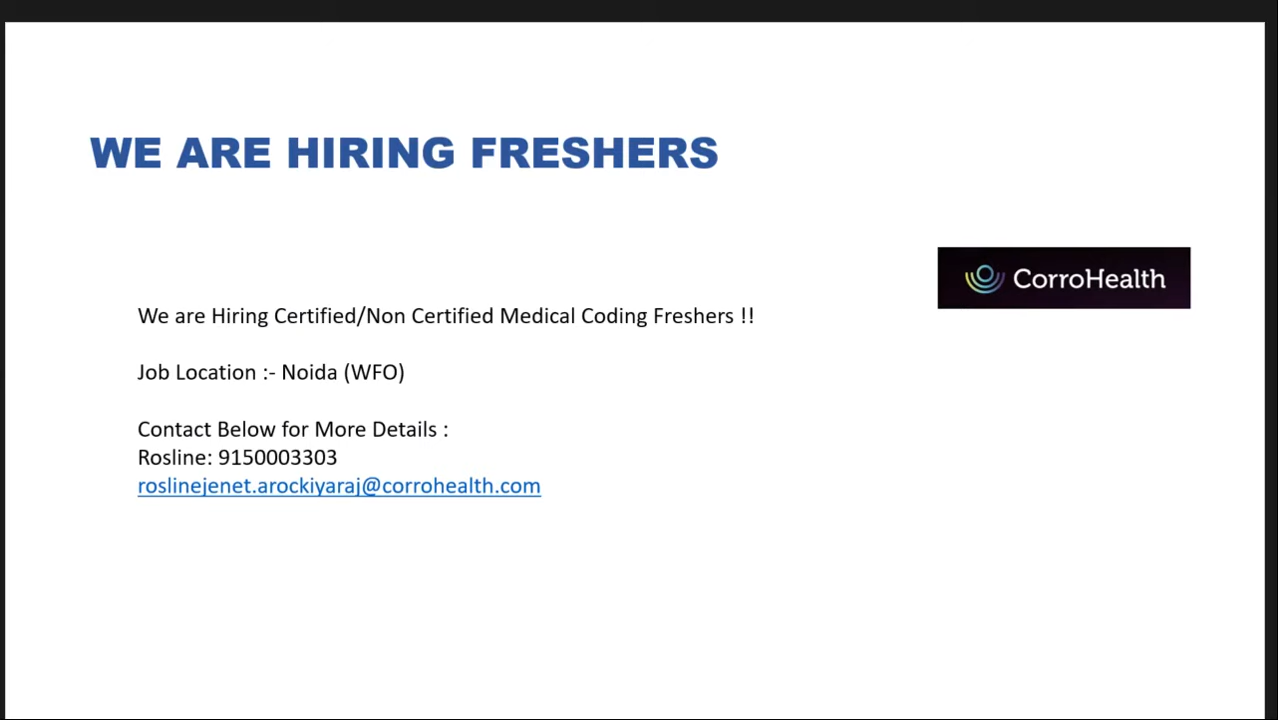 WE ARE HIRING FRESHERS
CorroHealth
We are Hiring Certified/Non Certified Medical Coding Freshers !!
Job Location :- Noida (WFO)
Contact Below for More Details :
Rosline: 9150003303
roslinejenet.arockiyaraj@corrohealth.com